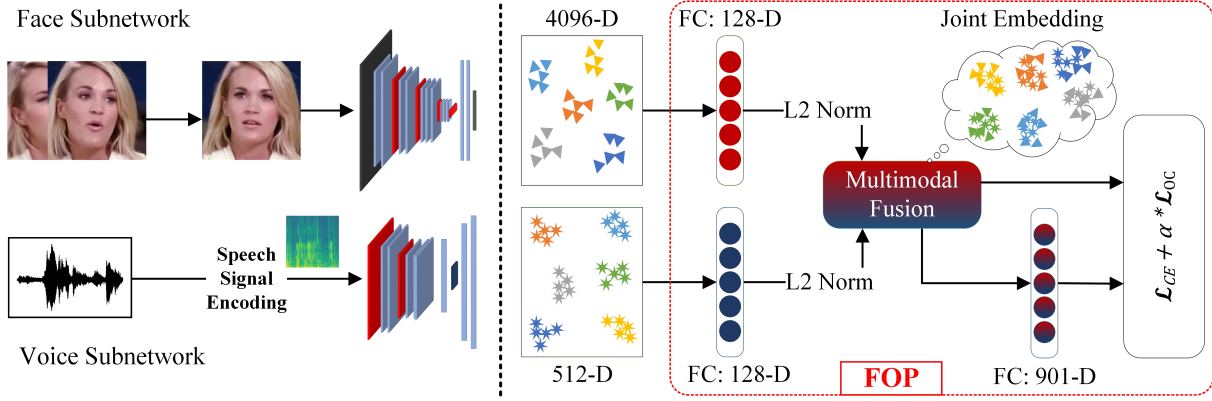 Face Subnetwork
Speech
Signal
Encoding
Voice Subnetwork
4096-D
FC: 128-D
Joint Embedding
L2 Norm
Multimodal
Fusion
L2 Norm
ℒCE + α * ℒOC
512-D
FC: 128-D
FOP
FC: 901-D